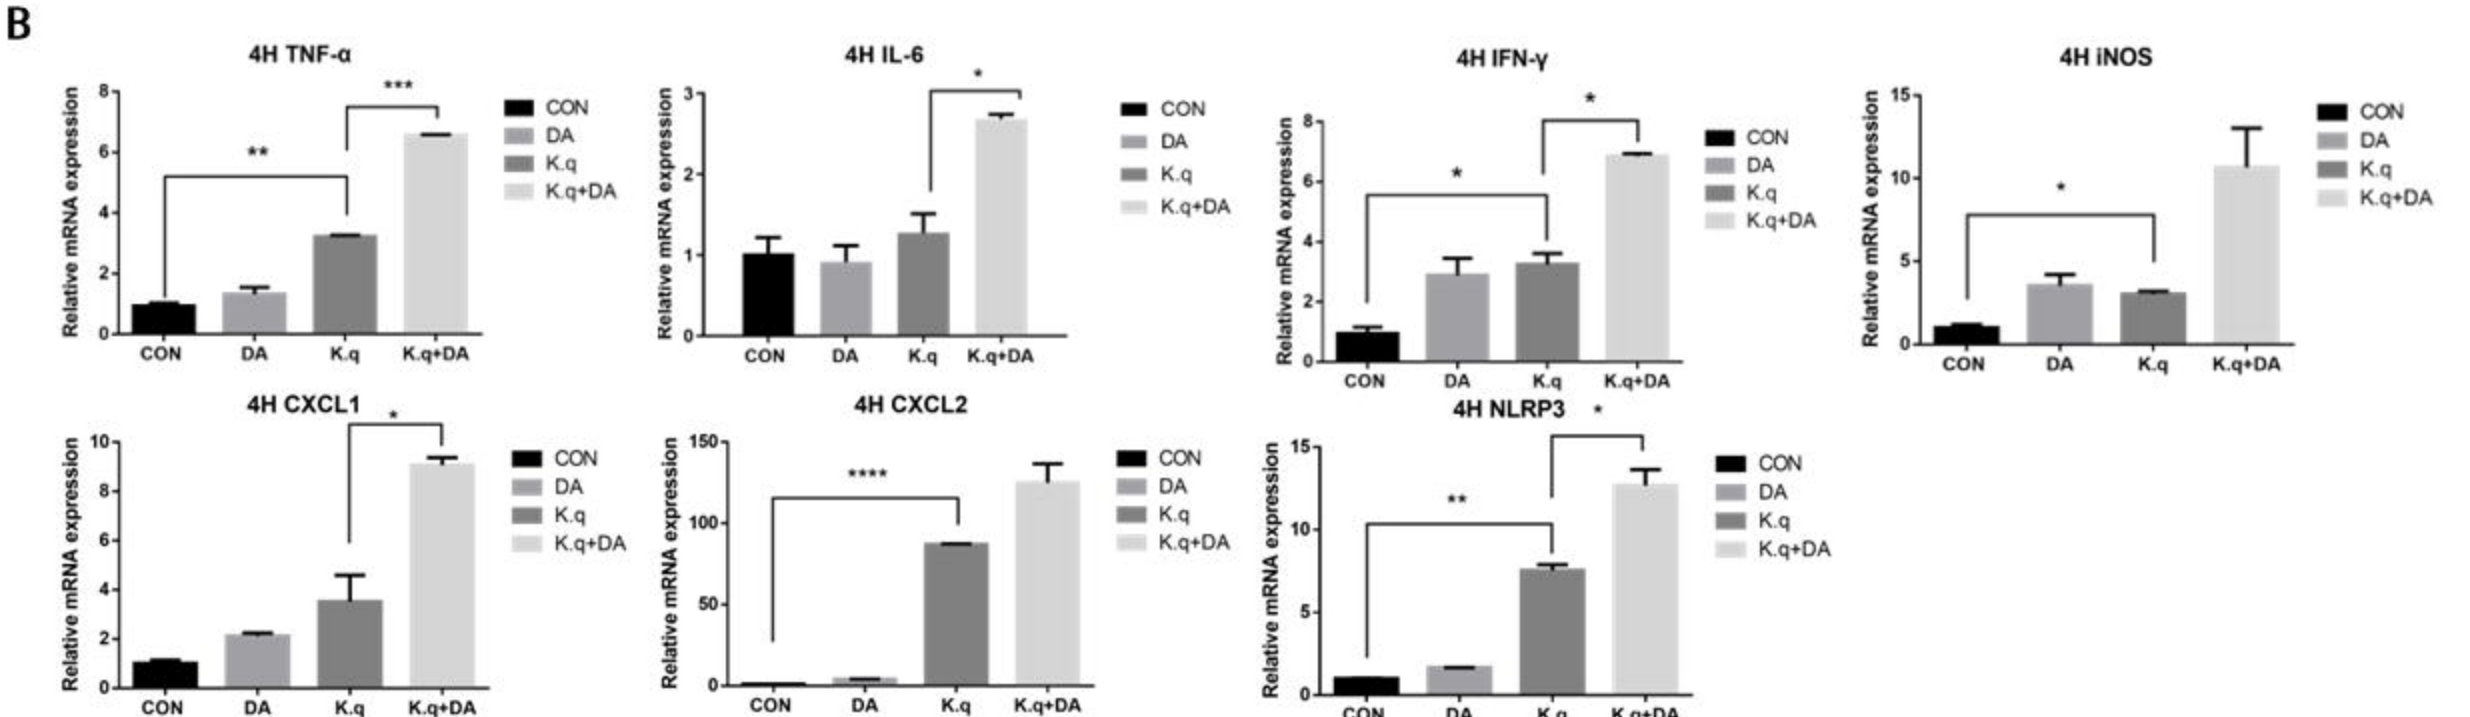 B
4H TNF-α
Relative mRNA expression
8
6
4
2
0
**
***
CON
DA
K.q
K.q+DA
CON
DA
K.q
K.q+DA
4H IL-6
Relative mRNA expression
3
2
1
0
*
CON
DA
K.q
K.q+DA
CON
DA
K.q
K.q+DA
4H IFN-γ
Relative mRNA expression
8
6
4
2
0
*
*
CON
DA
K.q
K.q+DA
CON
DA
K.q
K.q+DA
4H iNOS
Relative mRNA expression
15
10
5
0
*
CON
DA
K.q
K.q+DA
CON
DA
K.q
K.q+DA
4H CXCL1
Relative mRNA expression
10
8
6
4
2
0
*
CON
DA
K.q
K.q+DA
CON
DA
K.q
K.q+DA
4H CXCL2
Relative mRNA expression
150
100
50
0
****
CON
DA
K.q
K.q+DA
CON
DA
K.q
K.q+DA
4H NLRP3
Relative mRNA expression
15
10
5
0
**
*
CON
DA
K.q
K.q+DA
CON
DA
K.q
K.q+DA